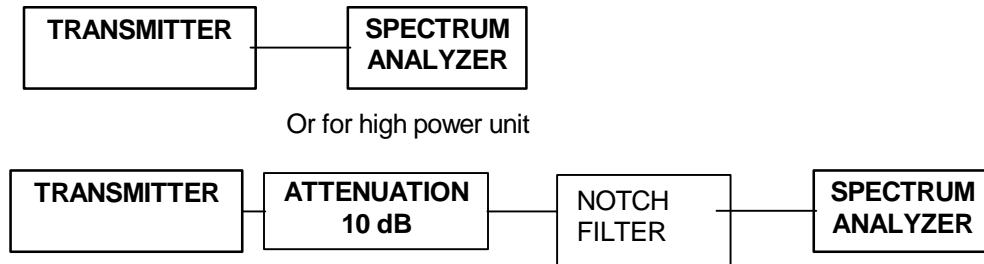 TRANSMITTER
SPECTRUM
ANALYZER
Or for high power unit
TRANSMITTER
ATTENUATION
10 dB
NOTCH
FILTER
SPECTRUM
ANALYZER